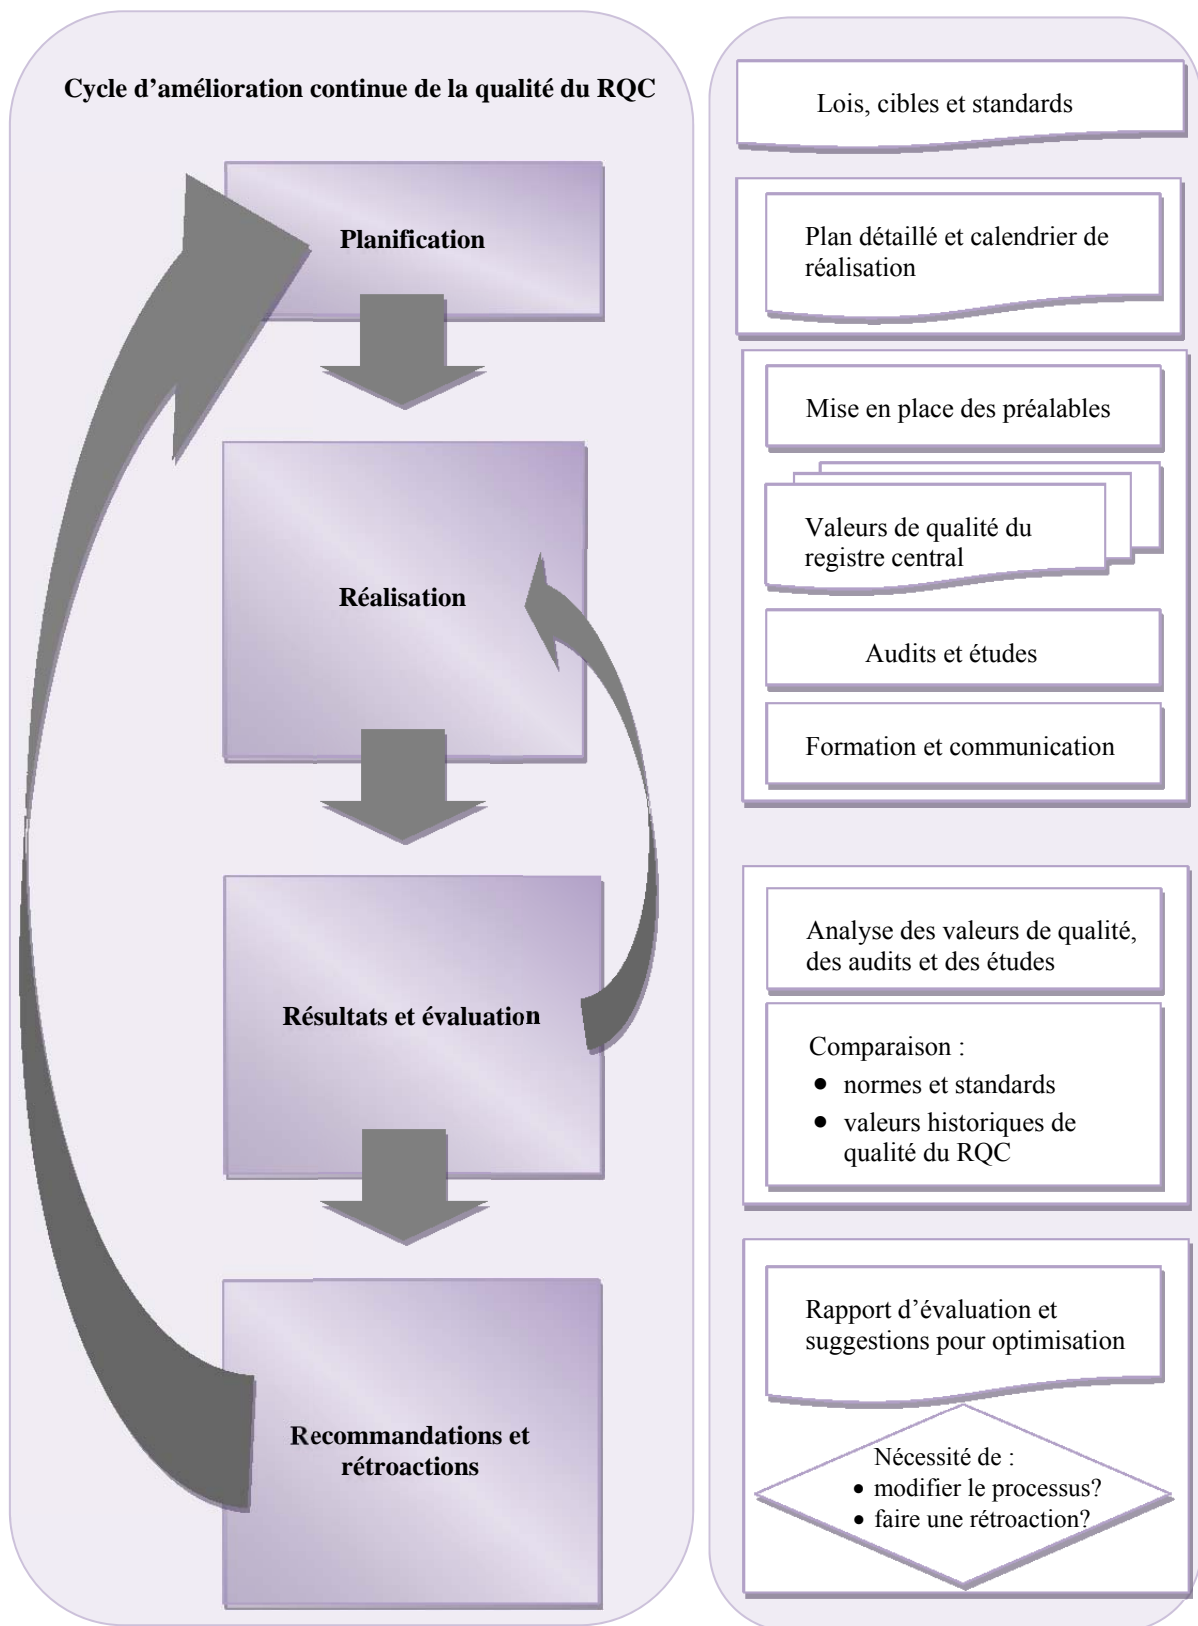 Cycle d’amélioration continue de la qualité du RQC
Planification
Réalisation
Résultats et évaluation
Recommandations et
rétroactions
Lois, cibles et standards
Plan détaillé et calendrier de
réalisation
Mise en place des préalables
Valeurs de qualité du
registre central
Audits et études
Formation et communication
Analyse des valeurs de qualité,
des audits et des études
Comparaison :
• normes et standards
• valeurs historiques de
qualité du RQC
Rapport d’évaluation et
suggestions pour optimisation
Nécessité de :
• modifier le processus?
• faire une rétroaction?